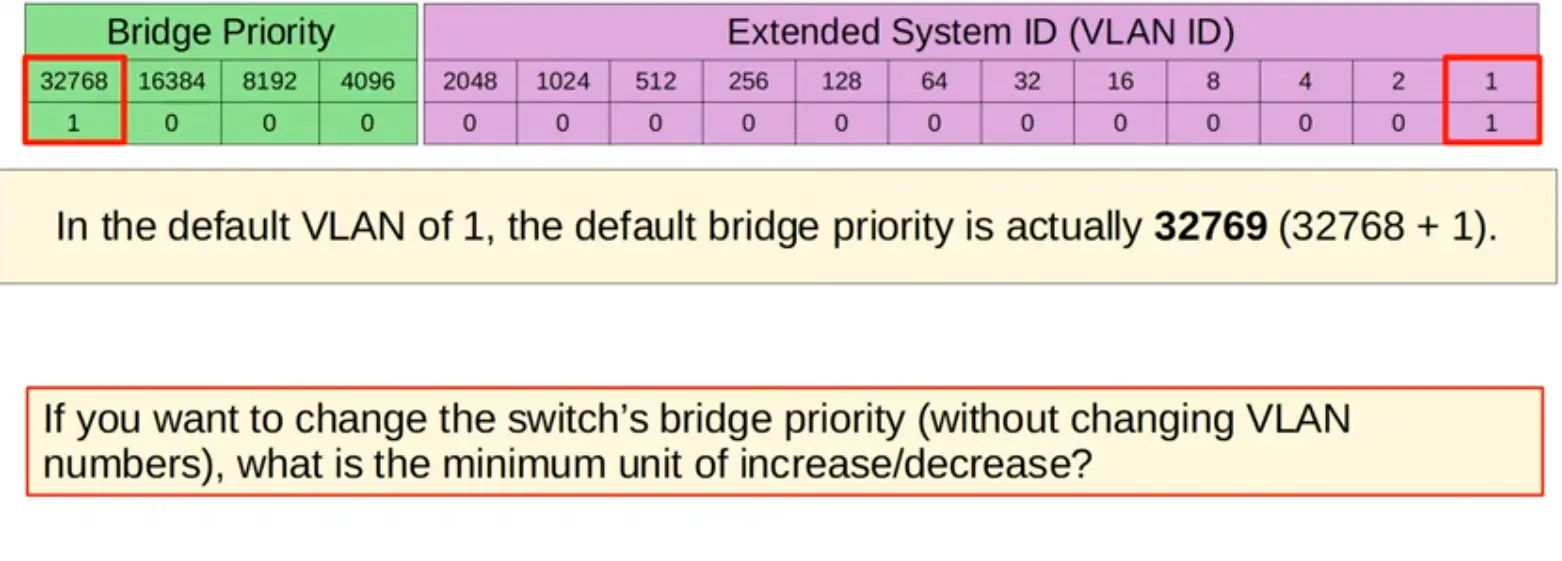 Bridge Priority Extended System ID (VLAN ID)
32768 16384 8192 4096 2048 1024 512 256 128 64 32 16 8 4 2 1
1 0 0 0 0 0 0 0 0 0 0 0 0 0 0 1
In the default VLAN of 1, the default bridge priority is actually 32769 (32768 + 1).
If you want to change the switch’s bridge priority (without changing VLAN
numbers), what is the minimum unit of increase/decrease?